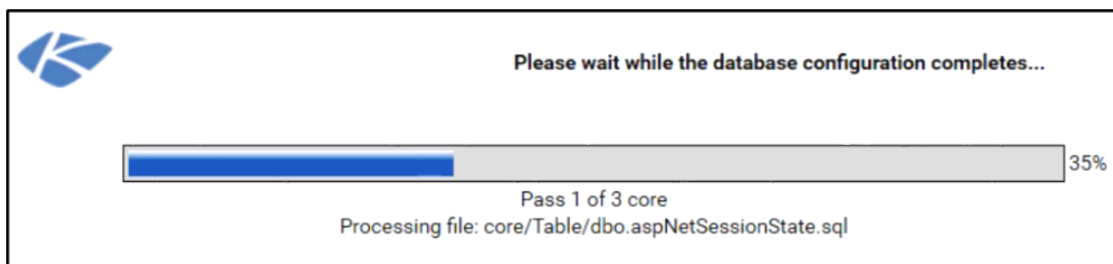 Please wait while the database configuration completes...
35%
Pass 1 of 3 core
Processing file: core/Table/dbo.aspNetSessionState.sql